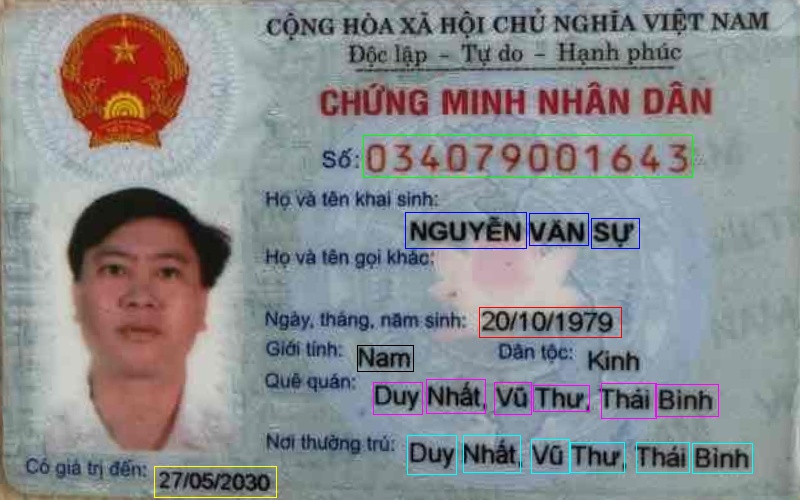 CỘNG HÒA XÃ HỘI CHỦ NGHĨA VIỆT NAM
Độc lập – Tự do – Hạnh phúc
CHỨNG MINH NHÂN DÂN
Số: 034079001643
Họ và tên khai sinh:
NGUYỄN VĂN SỰ
Họ và tên gọi khác:
Ngày, tháng, năm sinh: 20/10/1979
Giới tính: Nam Dân tộc: Kinh
Quê quán: Duy Nhất, Vũ Thư, Thái Bình
Nơi thường trú: Duy Nhất, Vũ Thư, Thái Bình
Có giá trị đến: 27/05/2030